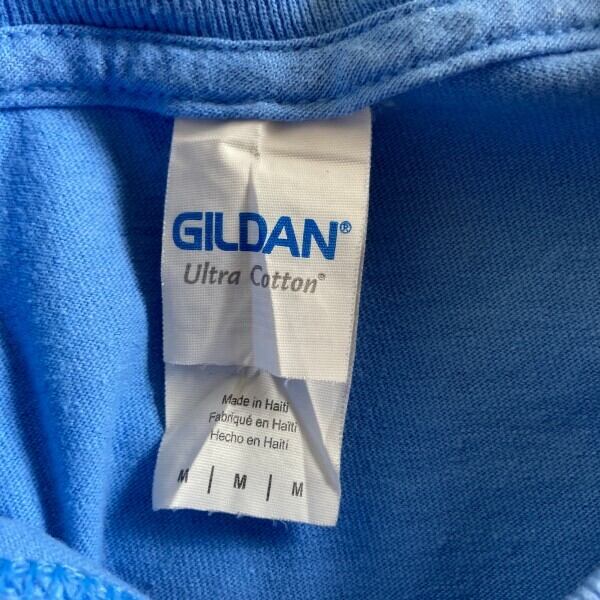 GILDAN®
Ultra Cotton®
Made in Haiti
Fabriqué en Haïti
Hecho en Haití
M | M | M